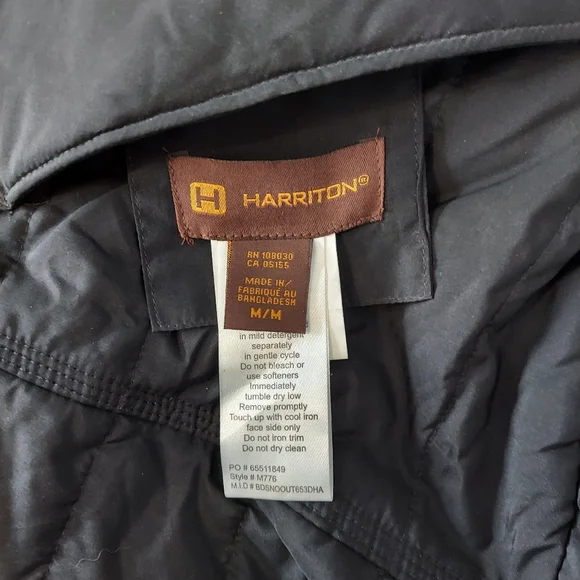 H HARRITON®
RN 108030
CA 05155
MADE IN/
FABRIQUÉ AU
BANGLADESH
M/M
in mild detergent
separately
in gentle cycle
Do not bleach or
use softeners
Immediately
tumble dry low
Remove promptly
Touch up with cool iron
face side only
Do not iron trim
Do not dry clean
PO # 65511849
Style # M776
M.I.D # BDSNOOUT653DHA